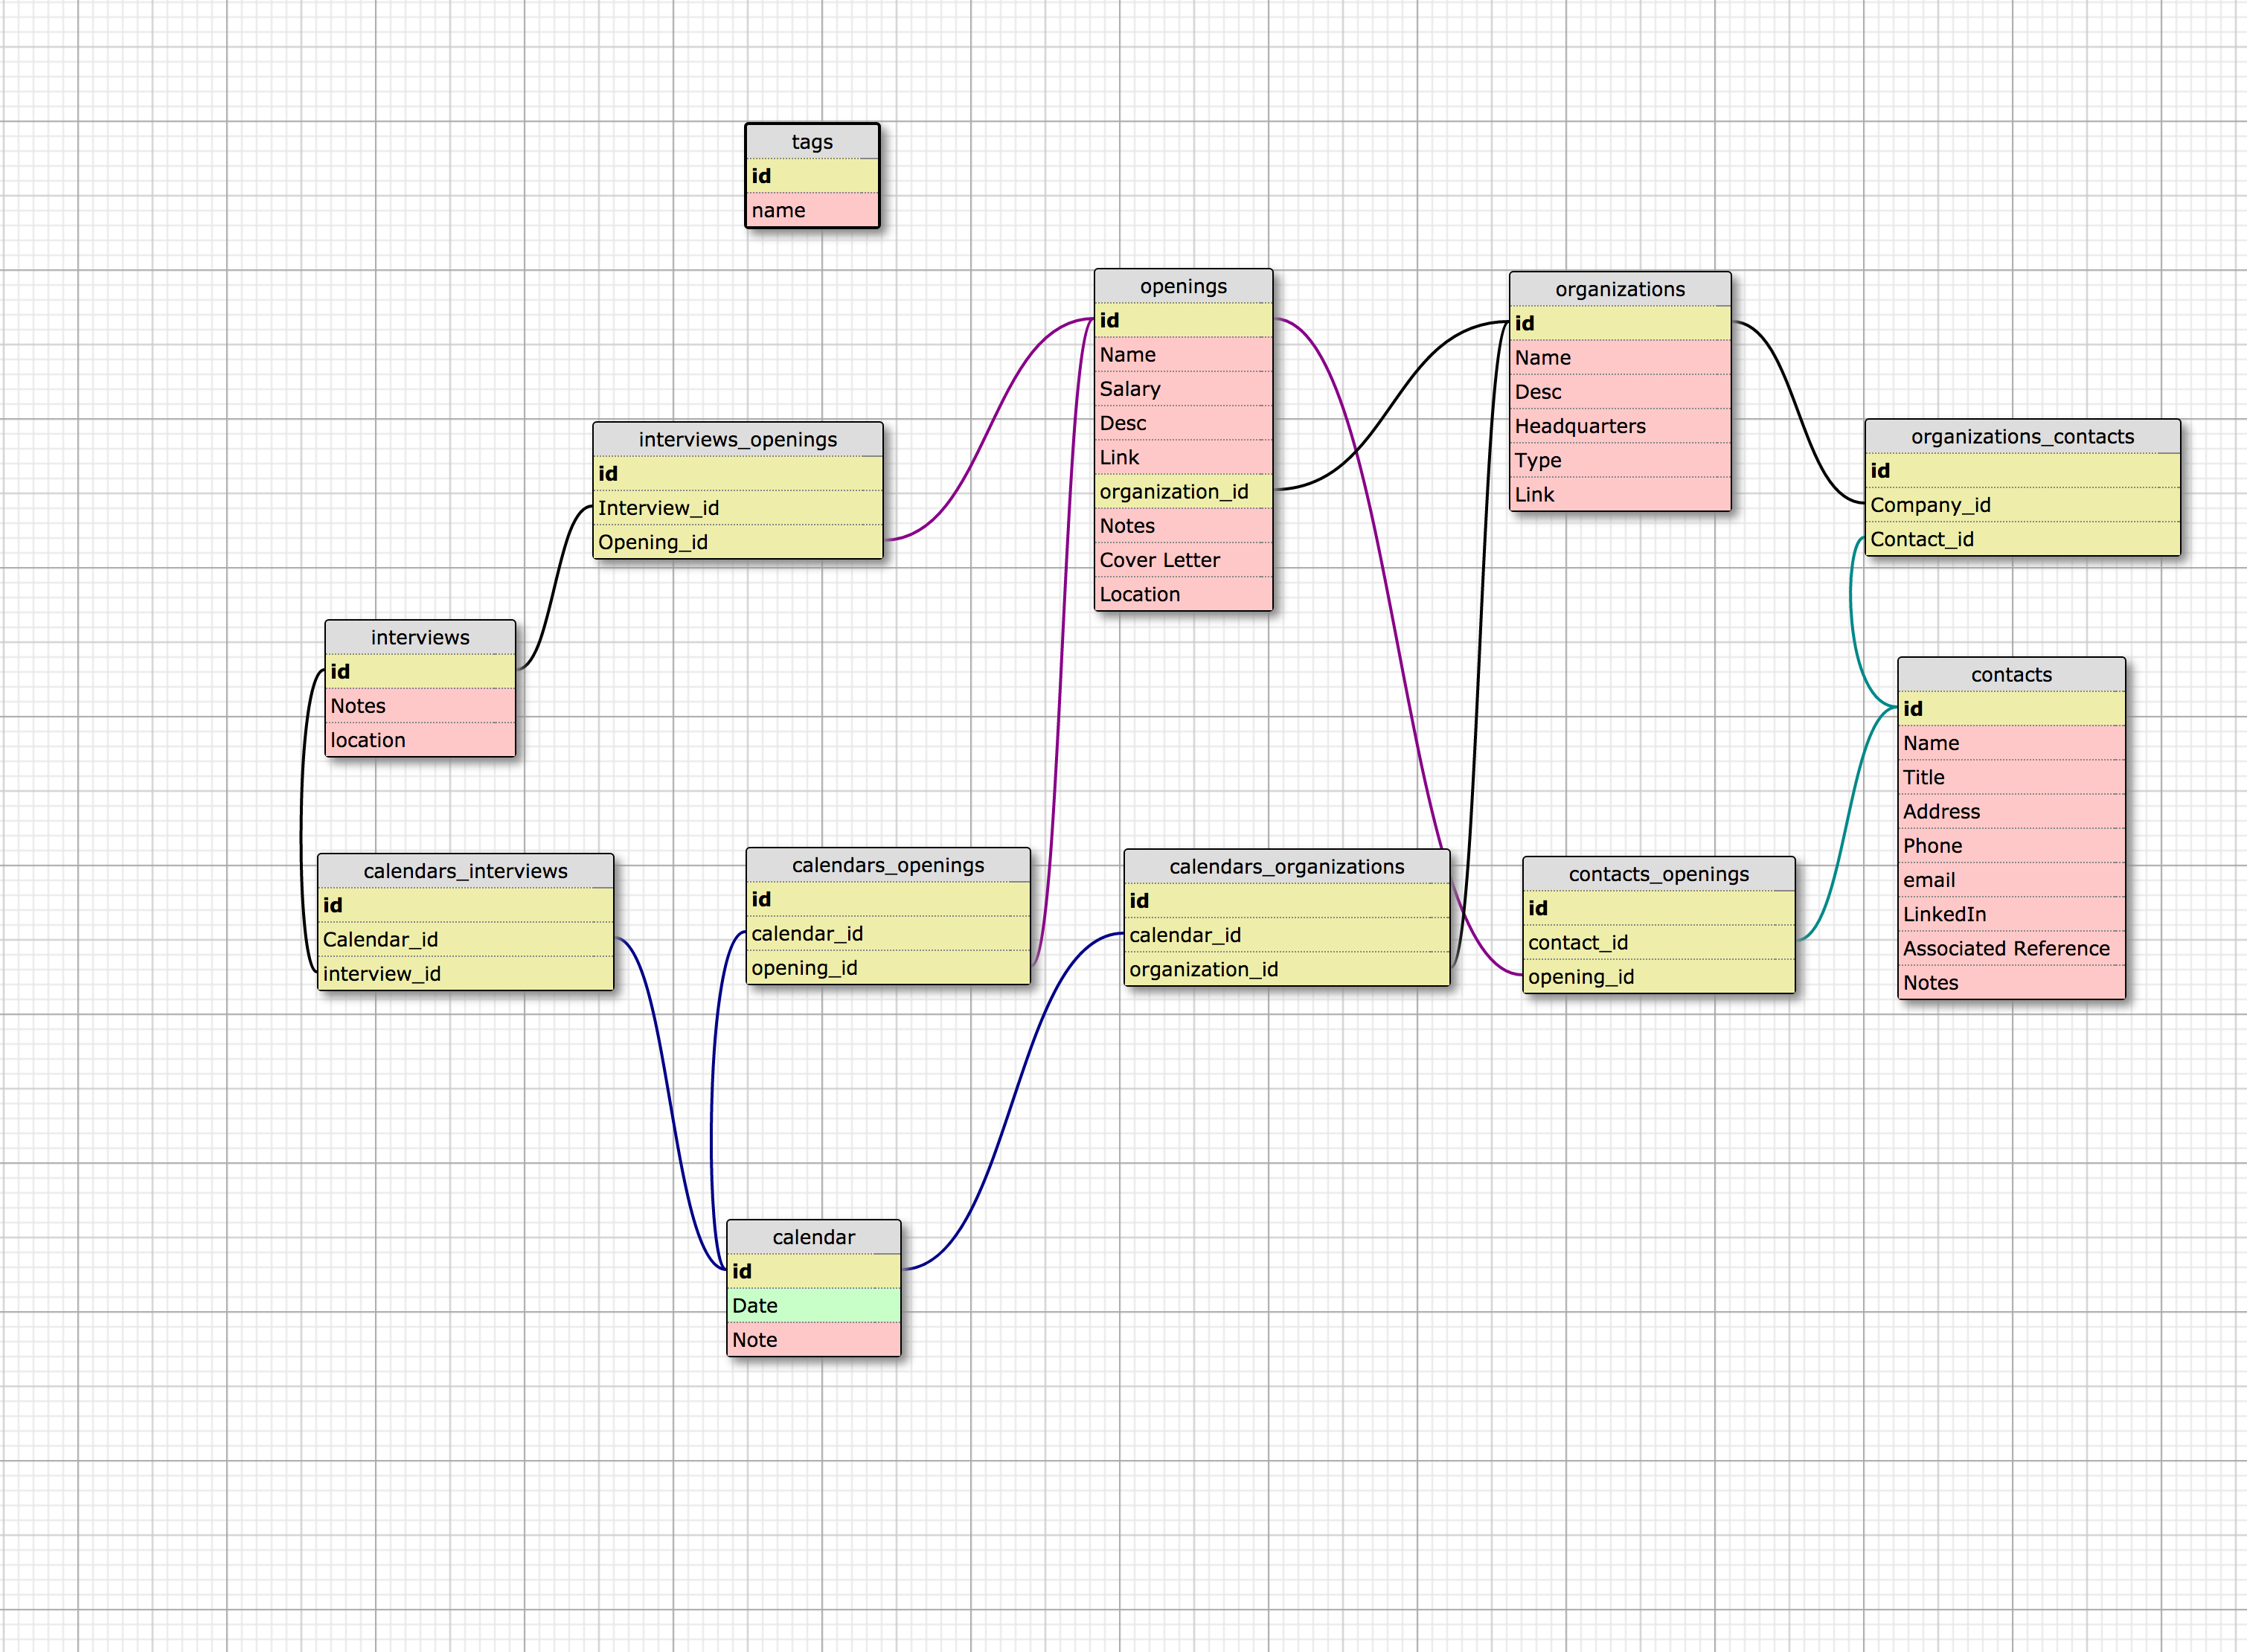 tags
id
name
openings
id
Name
Salary
Desc
Link
organization_id
Notes
Cover Letter
Location
organizations
id
Name
Desc
Headquarters
Type
Link
interviews_openings
id
Interview_id
Opening_id
organizations_contacts
id
Company_id
Contact_id
interviews
id
Notes
location
contacts
id
Name
Title
Address
Phone
email
LinkedIn
Associated Reference
Notes
calendars_interviews
id
Calendar_id
interview_id
calendars_openings
id
calendar_id
opening_id
calendars_organizations
id
calendar_id
organization_id
contacts_openings
id
contact_id
opening_id
calendar
id
Date
Note